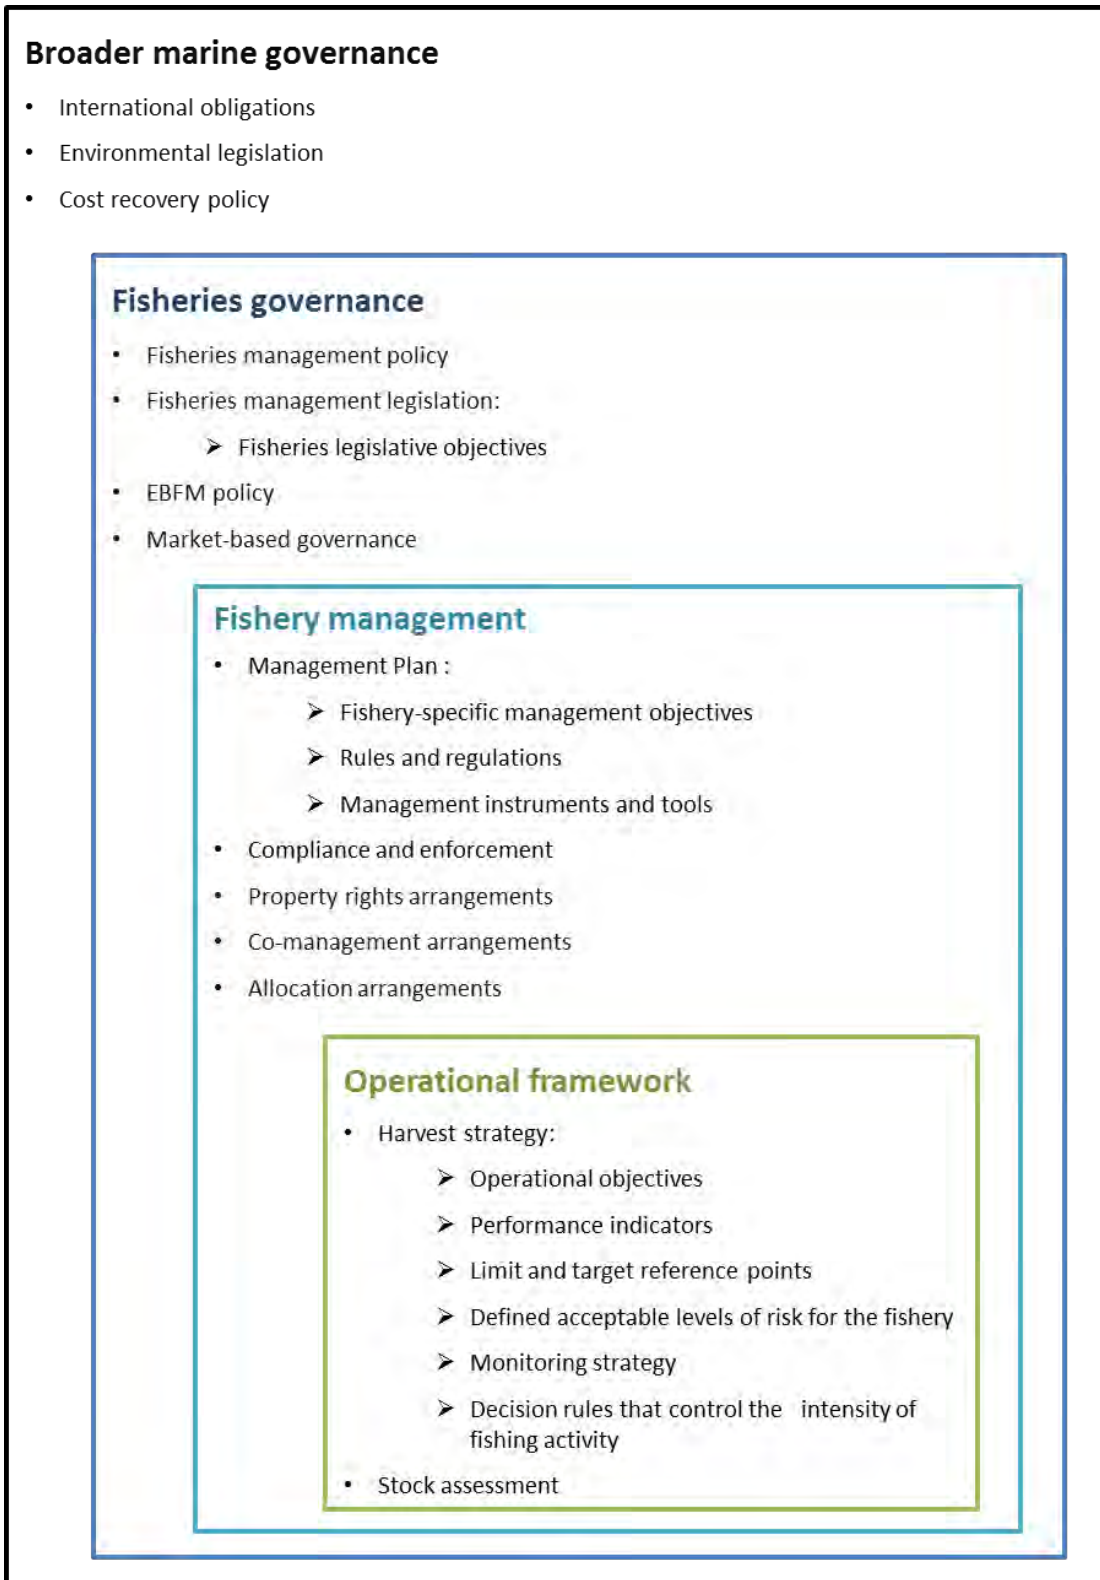 Broader marine governance
• International obligations
• Environmental legislation
• Cost recovery policy
Fisheries governance
• Fisheries management policy
• Fisheries management legislation:
➢ Fisheries legislative objectives
• EBFM policy
• Market-based governance
Fishery management
• Management Plan :
➢ Fishery-specific management objectives
➢ Rules and regulations
➢ Management instruments and tools
• Compliance and enforcement
• Property rights arrangements
• Co-management arrangements
• Allocation arrangements
Operational framework
• Harvest strategy:
➢ Operational objectives
➢ Performance indicators
➢ Limit and target reference points
➢ Defined acceptable levels of risk for the fishery
➢ Monitoring strategy
➢ Decision rules that control the intensity of
fishing activity
• Stock assessment